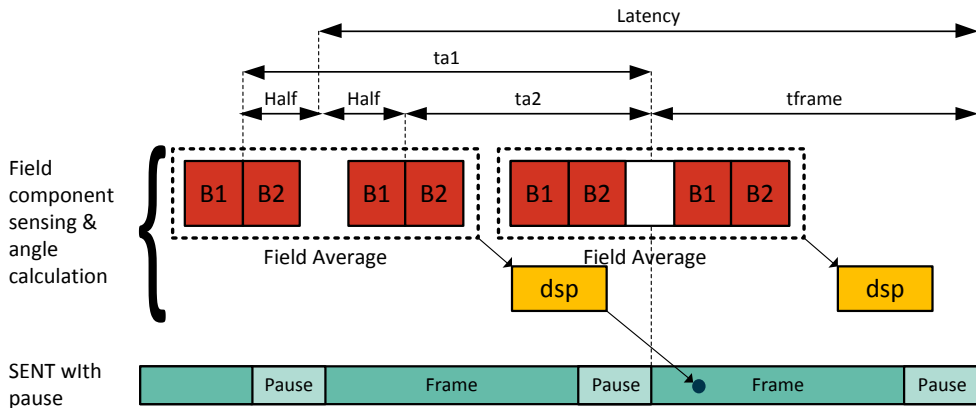 Latency
ta1
Half
Half
ta2
tframe
Field
component
sensing &
angle
calculation
B1
B2
B1
B2
B1
B2
B1
B2
Field Average
Field Average
dsp
dsp
SENT wIth
pause
Pause
Frame
Pause
Frame
Pause